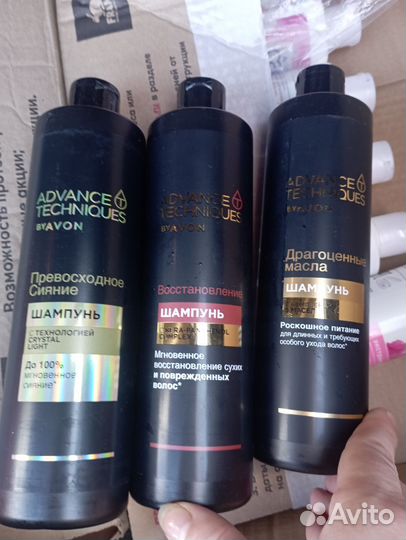 ADVANCE
TECHNIQUES
BY AVON
Превосходное
Сияние
ШАМПУНЬ
С ТЕХНОЛОГИЕЙ
CRYSTAL
LIGHT
До 100%
мгновенное
сияние*
ADVANCE
TECHNIQUES
BY AVON
Восстановление
ШАМПУНЬ
COMPLEX
Мгновенное
восстановление сухих
и поврежденных
волос*
ADVANCE
TECHNIQUES
BY AVON
Драгоценные
масла
ШАМПУНЬ
Роскошное питание
для длинных и требующих
особого ухода волос*
Возможность
в разделе
Avito